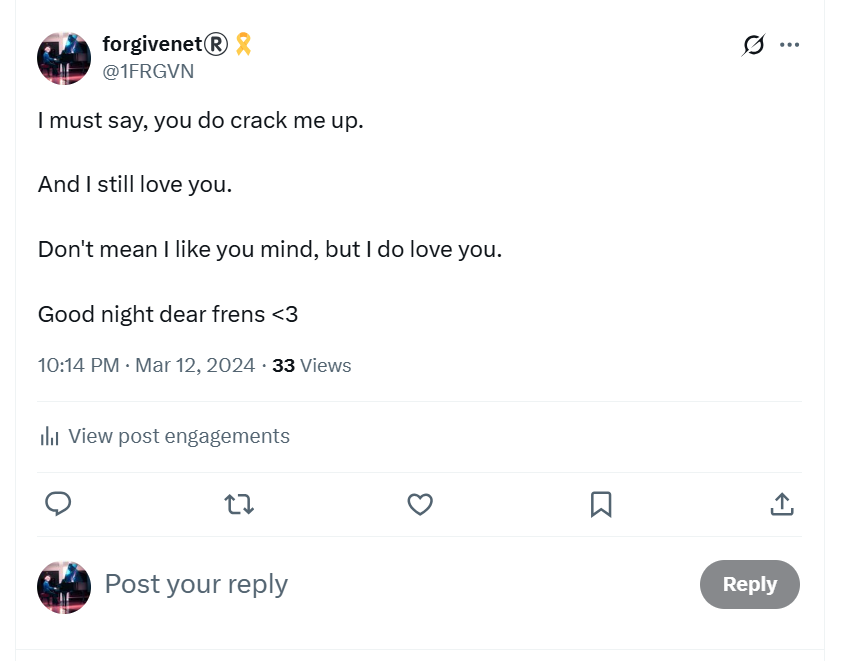 forgivenet®️🎗️
@1FRGVN
I must say, you do crack me up.
And I still love you.
Don't mean I like you mind, but I do love you.
Good night dear frens <3
10:14 PM · Mar 12, 2024 · 33 Views
View post engagements
Post your reply
Reply